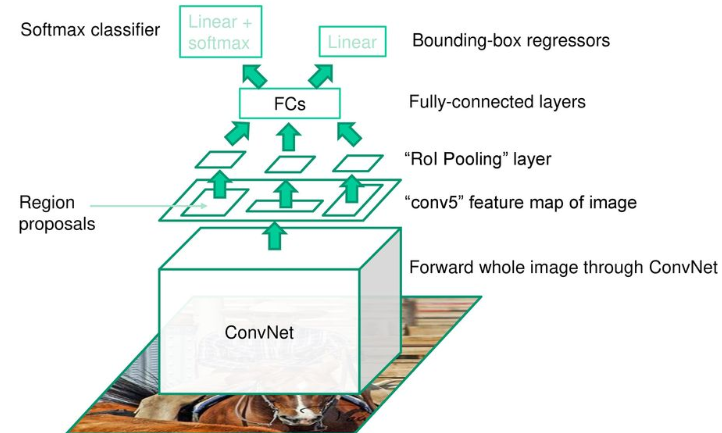 Softmax classifier
Linear +
softmax
Linear
Bounding-box regressors
FCs
Fully-connected layers
“RoI Pooling” layer
Region
proposals
“conv5” feature map of image
Forward whole image through ConvNet
ConvNet